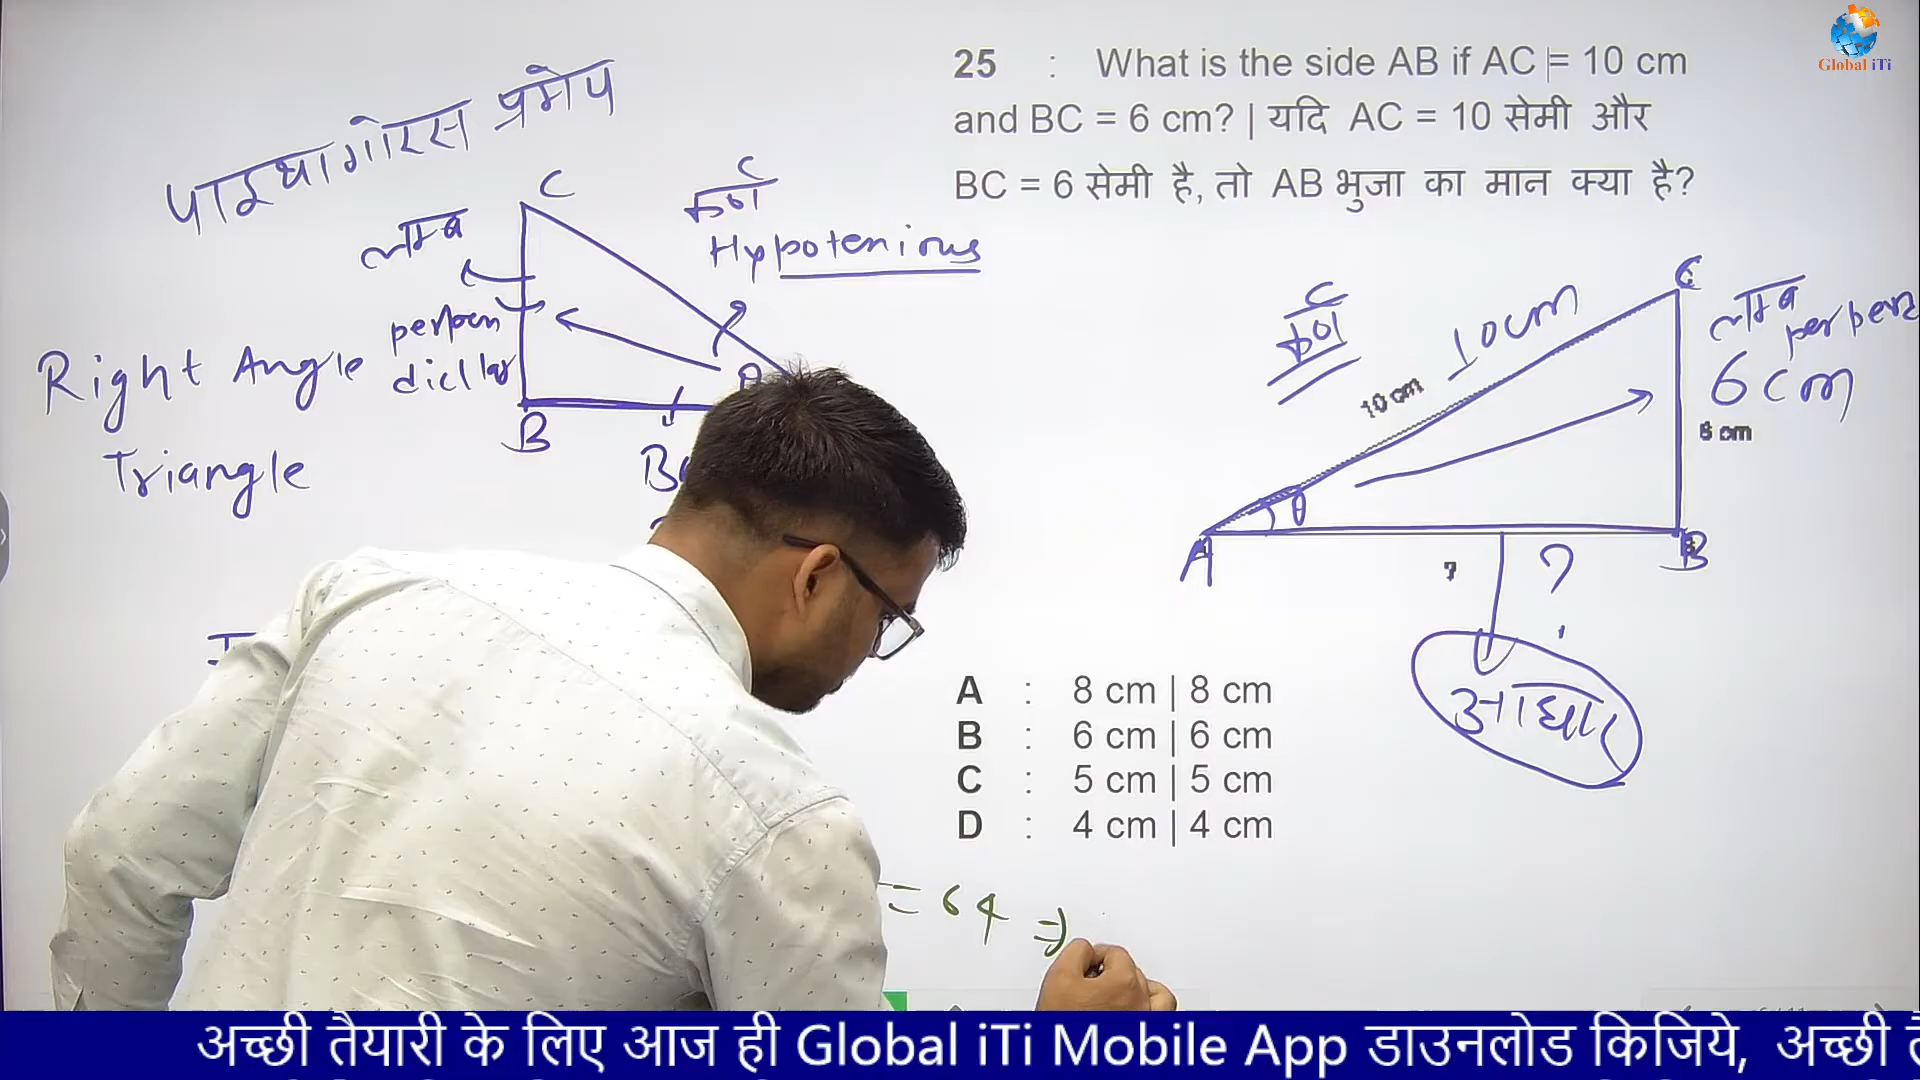 Global iTi
25 : What is the side AB if AC = 10 cm
and BC = 6 cm? | यदि AC = 10 सेमी और
BC = 6 सेमी है, तो AB भुजा का मान क्या है?
पाइथागोरस प्रमेय
C
लम्ब
perpen
dicllar
कर्ण
Hypotenious
Right Angle
Triangle
B
θ
C
कर्ण
10cm
10 cm
लम्ब
6cm
6 cm
θ
A
B
?
?
आधार
A : 8 cm | 8 cm
B : 6 cm | 6 cm
C : 5 cm | 5 cm
D : 4 cm | 4 cm
= 64 ⇒
अच्छी तैयारी के लिए आज ही Global iTi Mobile App डाउनलोड किजिये, अच्छी